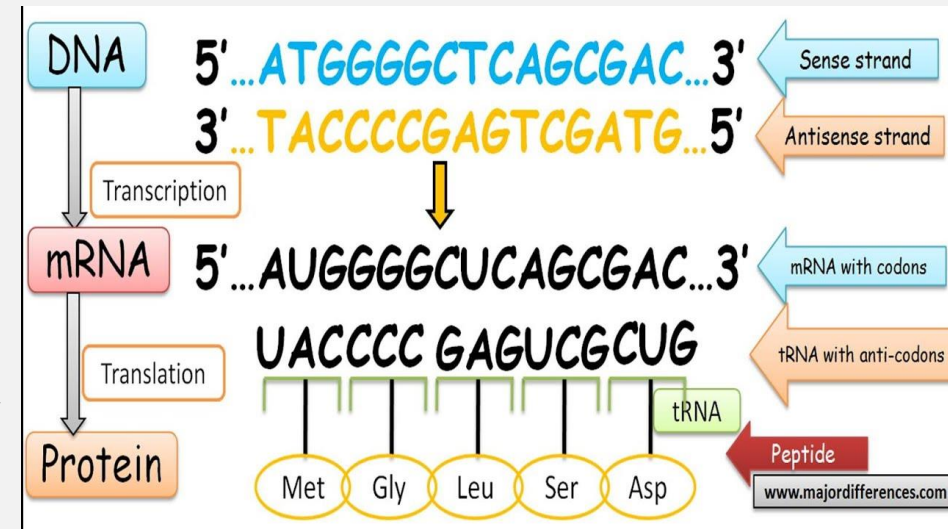 DNA
5' ...ATGGGGCTCAGCGAC...3'
Sense strand
3' ...TACCCCGAGTCGATG...5'
Antisense strand
Transcription
mRNA
5' ...AUGGGGCUCAGCGAC...3'
mRNA with codons
UACCCC GAGUCGCUG
tRNA with anti-codons
Translation
tRNA
Protein
Met Gly Leu Ser Asp
Peptide
www.majordifferences.com